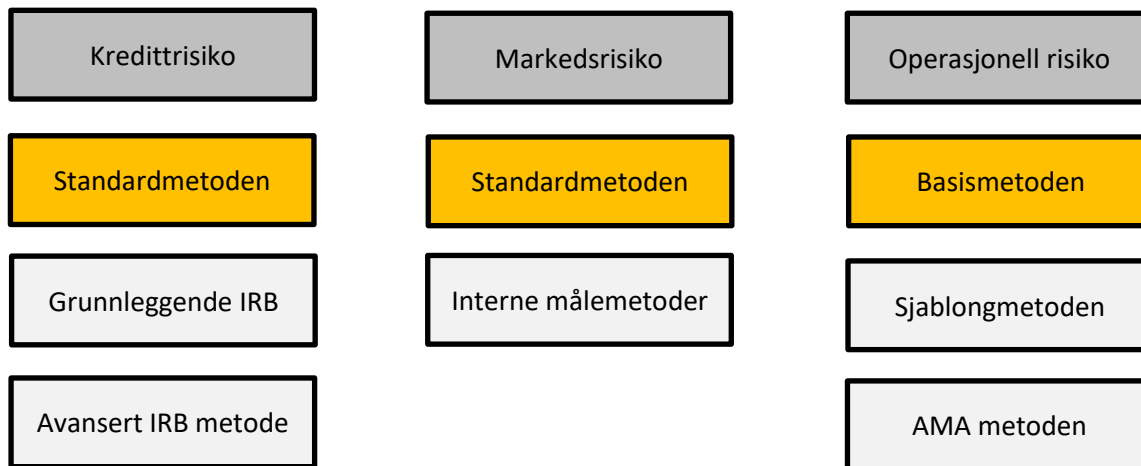 Kredittrisiko
Markedsrisiko
Operasjonell risiko
Standardmetoden
Standardmetoden
Basismetoden
Grunnleggende IRB
Interne målemetoder
Sjablongmetoden
Avansert IRB metode
AMA metoden